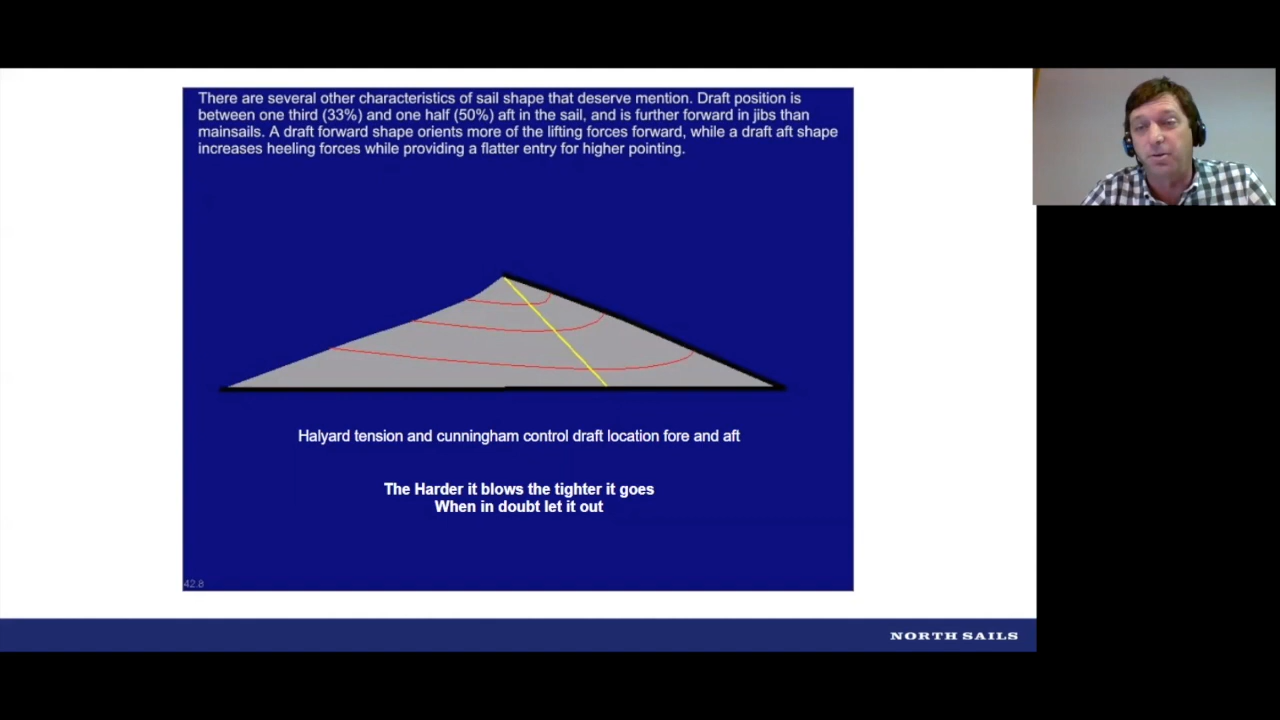 There are several other characteristics of sail shape that deserve mention. Draft position is
between one third (33%) and one half (50%) aft in the sail, and is further forward in jibs than
mainsails. A draft forward shape orients more of the lifting forces forward, while a draft aft shape
increases heeling forces while providing a flatter entry for higher pointing.
Halyard tension and cunningham control draft location fore and aft
The Harder it blows the tighter it goes
When in doubt let it out
42.8
NORTH SAILS